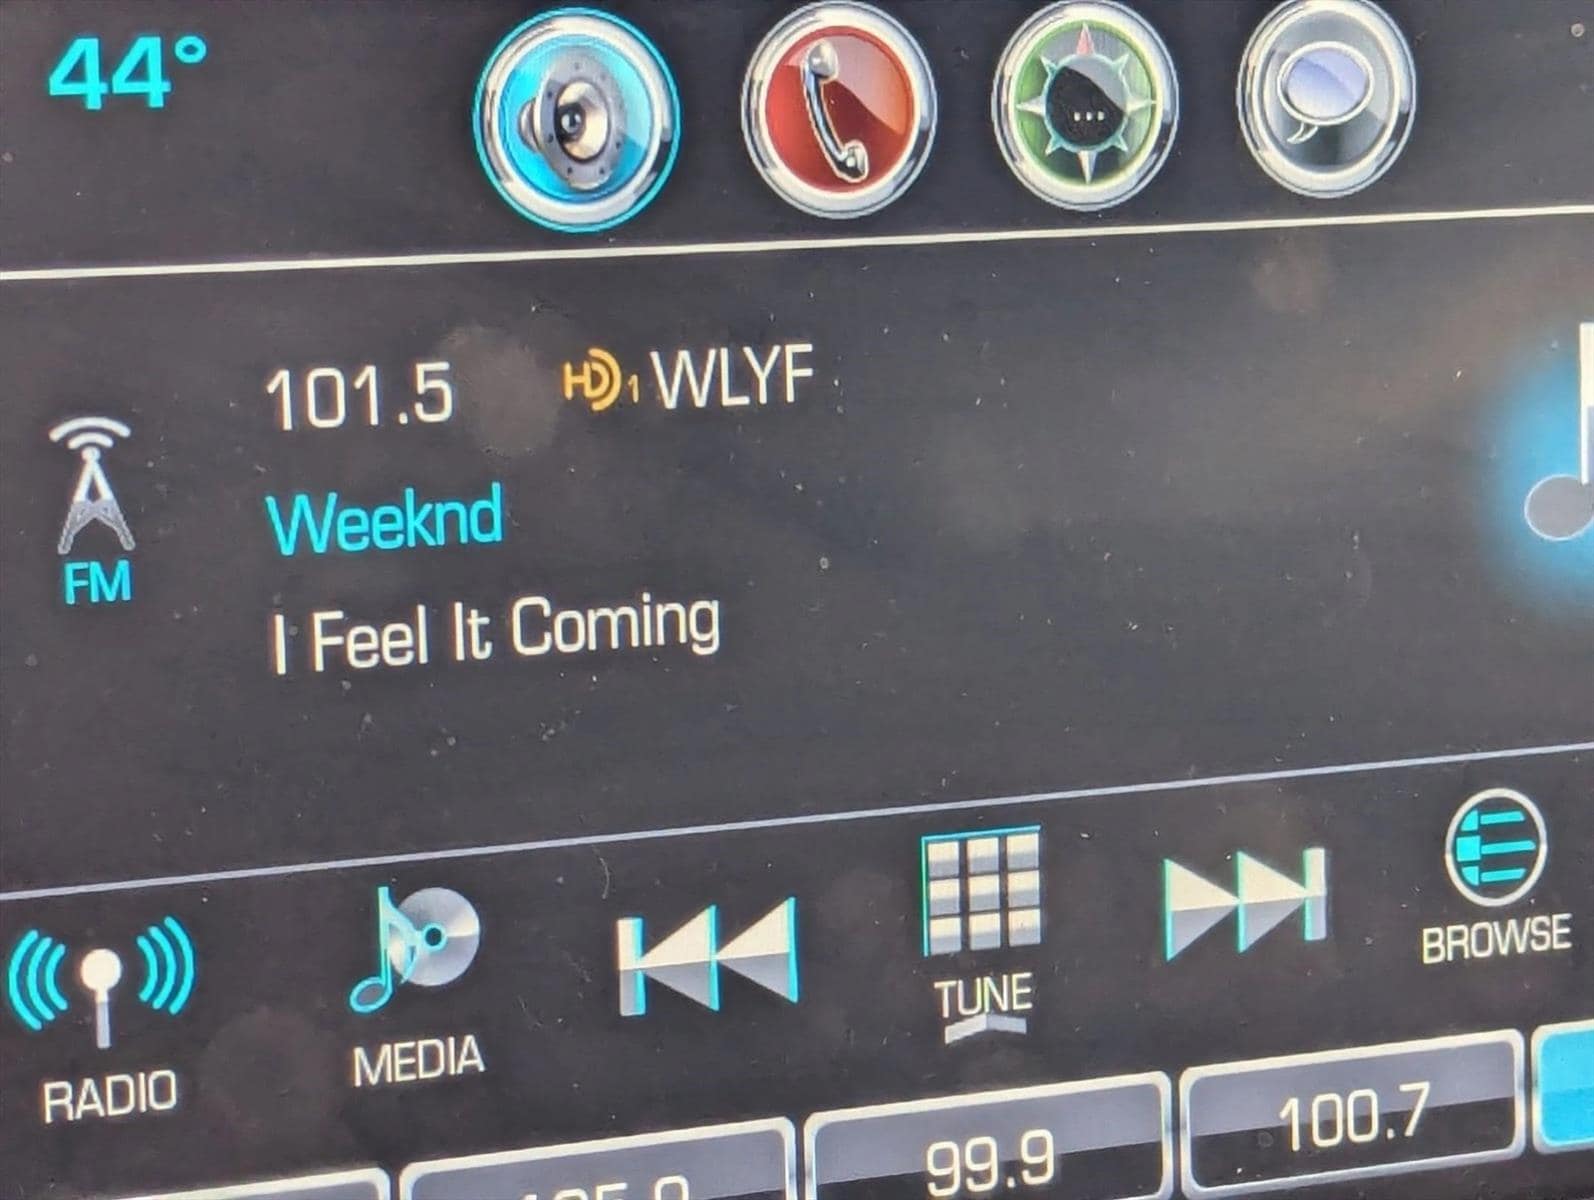 44°
101.5 HD1 WLYF
Weeknd
FM
I Feel It Coming
RADIO
MEDIA
TUNE
BROWSE
99.9
100.7